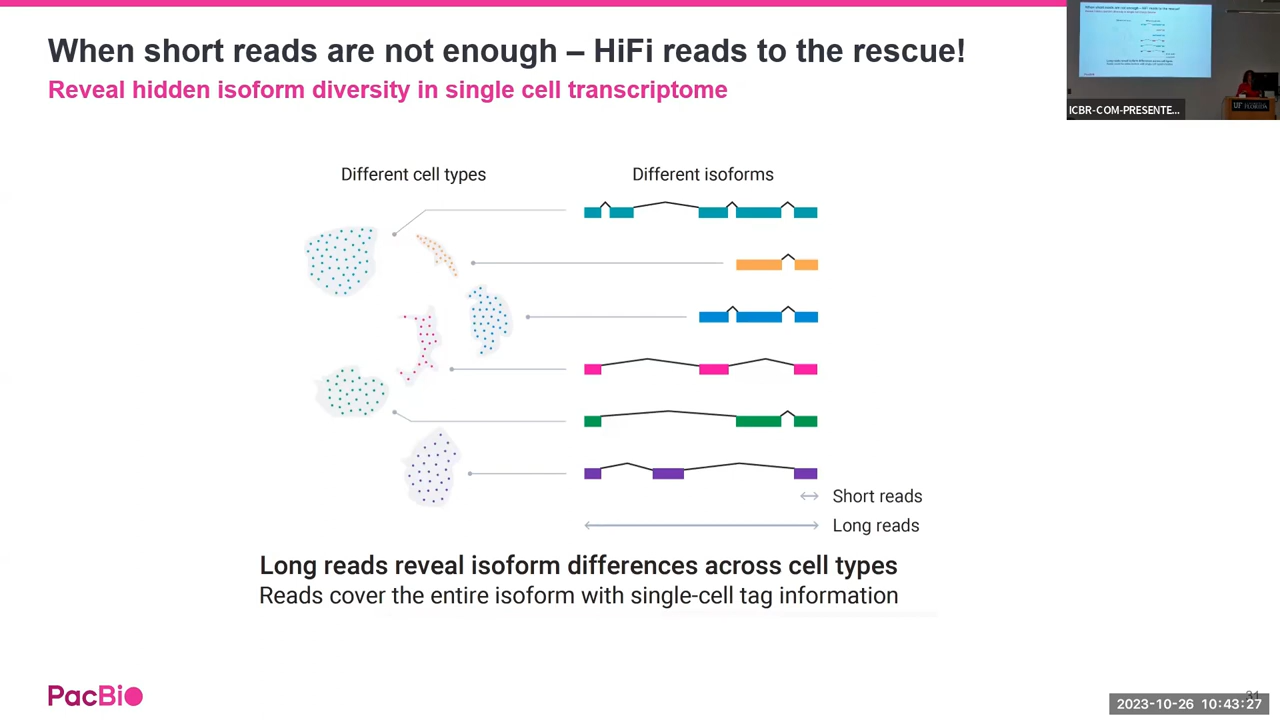 When short reads are not enough – HiFi reads to the rescue!
Reveal hidden isoform diversity in single cell transcriptome
ICBR-COM-PRESENTE...
Different cell types
Different isoforms
Short reads
Long reads
Long reads reveal isoform differences across cell types
Reads cover the entire isoform with single-cell tag information
PacBio
31
2023-10-26 10:43:27